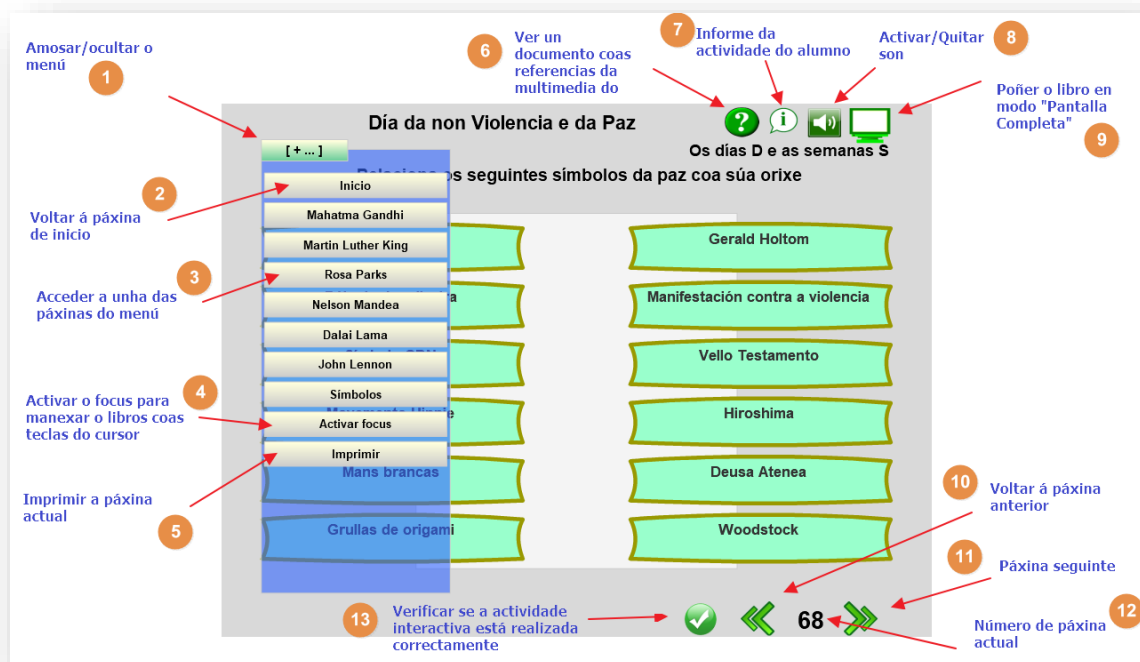 Amosar/ocultar o
menú
1
6
Ver un
documento coas
referencias da
multimedia do
7
Informe da
actividade do alumno
Activar/Quitar
son
8
Poñer o libro en
modo "Pantalla
Completa"
9
Día da non Violencia e da Paz
?
i
Os días D e as semanas S
[ + ... ]
os seguintes símbolos da paz coa súa orixe
2
Voltar á páxina
de inicio
3
Acceder a unha das
páxinas do menú
4
Activar o focus para
manexar o libros coas
teclas do cursor
Imprimir a páxina
actual
5
Inicio
Mahatma Gandhi
Martin Luther King
Rosa Parks
Nelson Mandea
Dalai Lama
John Lennon
Símbolos
Activar focus
Imprimir
Mans brancas
Grullas de origami
Gerald Holtom
Manifestación contra a violencia
Vello Testamento
Hiroshima
Deusa Atenea
Woodstock
10
Voltar á páxina
anterior
11
Páxina seguinte
12
Número de páxina
actual
13
Verificar se a actividade
interactiva está realizada
correctamente
68